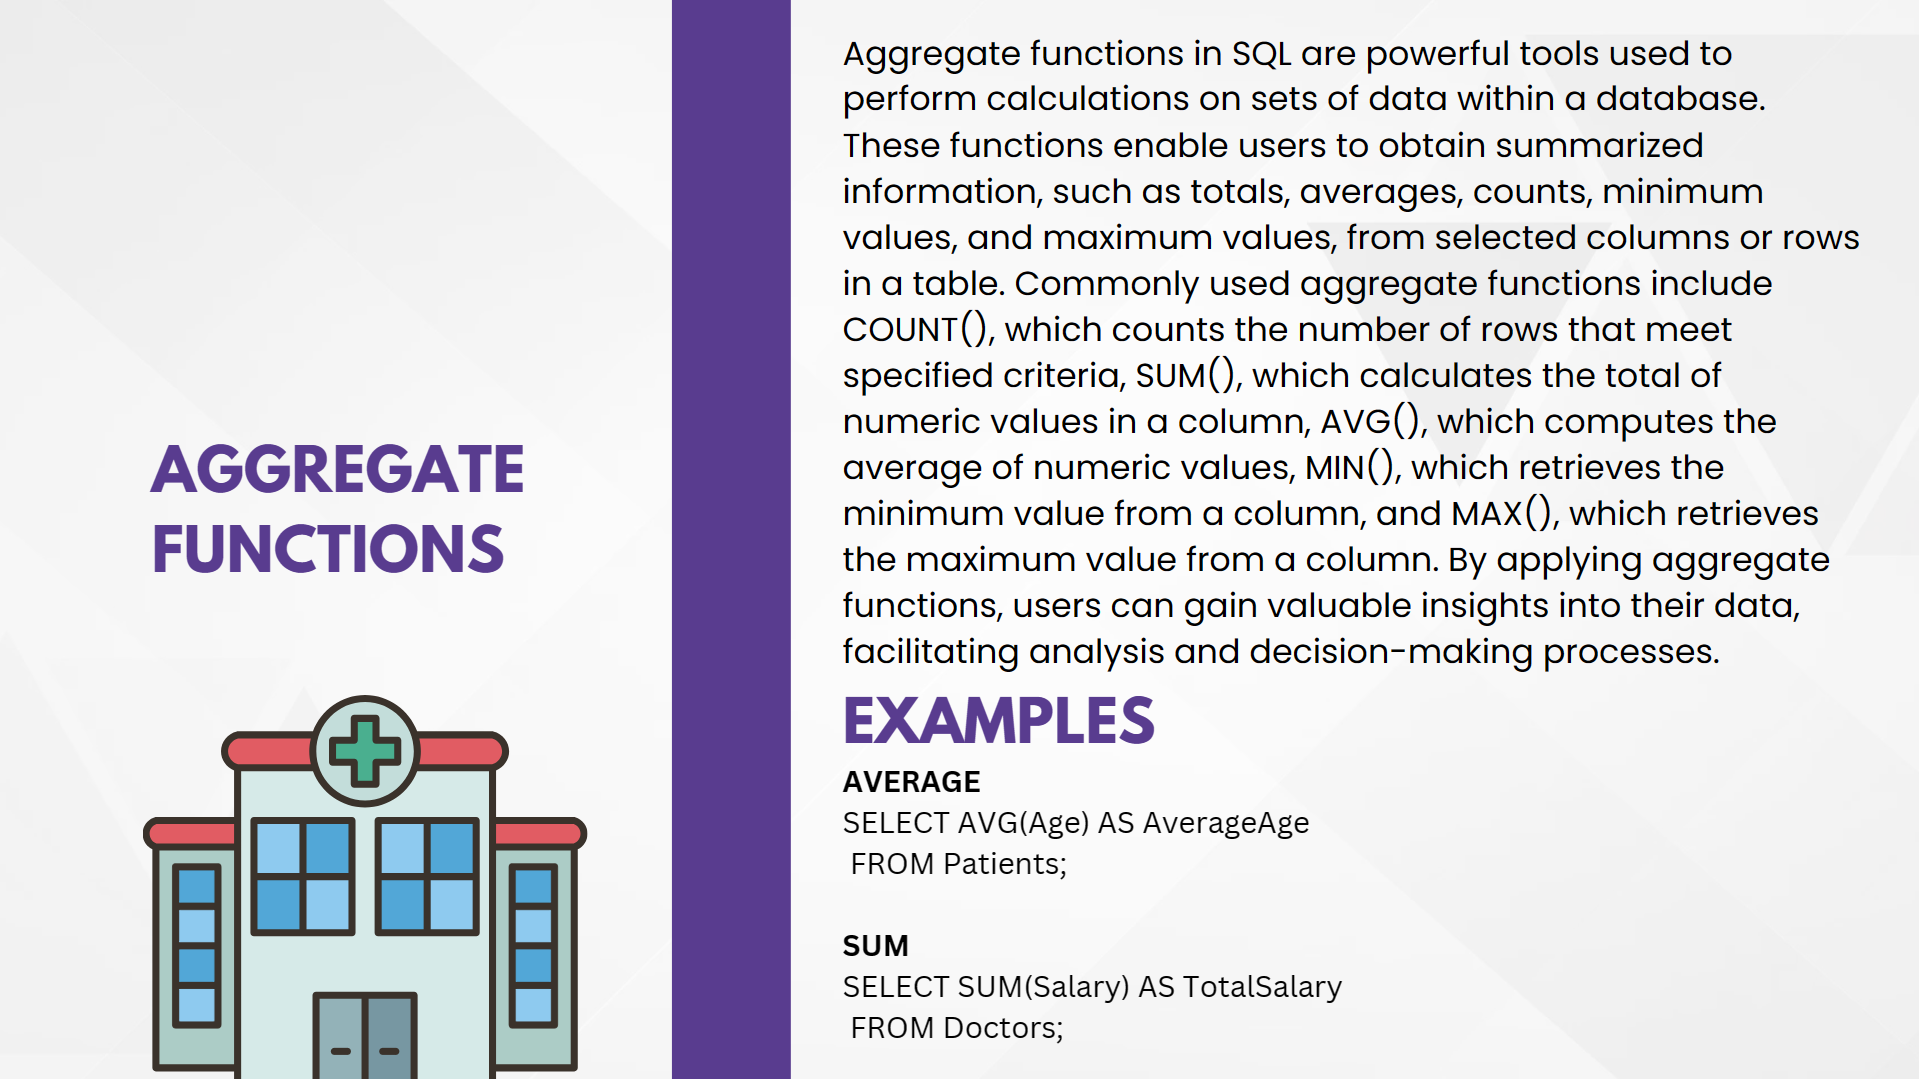 AGGREGATE
FUNCTIONS
Aggregate functions in SQL are powerful tools used to
perform calculations on sets of data within a database.
These functions enable users to obtain summarized
information, such as totals, averages, counts, minimum
values, and maximum values, from selected columns or rows
in a table. Commonly used aggregate functions include
COUNT(), which counts the number of rows that meet
specified criteria, SUM(), which calculates the total of
numeric values in a column, AVG(), which computes the
average of numeric values, MIN(), which retrieves the
minimum value from a column, and MAX(), which retrieves
the maximum value from a column. By applying aggregate
functions, users can gain valuable insights into their data,
facilitating analysis and decision-making processes.
EXAMPLES
AVERAGE
SELECT AVG(Age) AS AverageAge
FROM Patients;
SUM
SELECT SUM(Salary) AS TotalSalary
FROM Doctors;